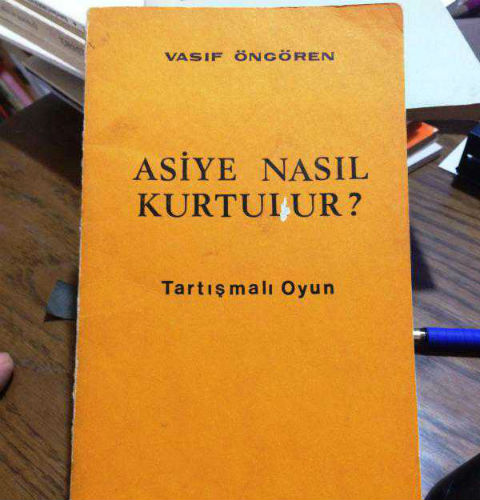 VASIF ÖNGÖREN
ASİYE NASIL
KURTULUR?
Tartışmalı Oyun